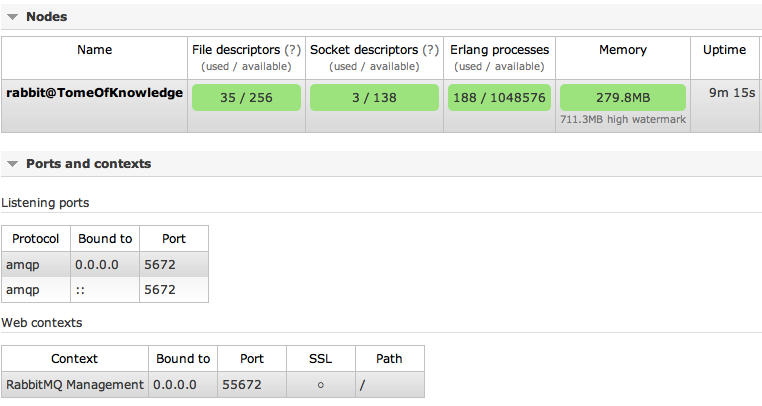 Nodes
Name File descriptors (?) Socket descriptors (?) Erlang processes Memory Uptime
(used / available) (used / available) (used / available)
rabbit@TomeOfKnowledge 35 / 256 3 / 138 188 / 1048576 279.8MB 9m 15s
711.3MB high watermark
Ports and contexts
Listening ports
Protocol Bound to Port
amqp 0.0.0.0 5672
amqp :: 5672
Web contexts
Context Bound to Port SSL Path
RabbitMQ Management 0.0.0.0 55672 ○ /